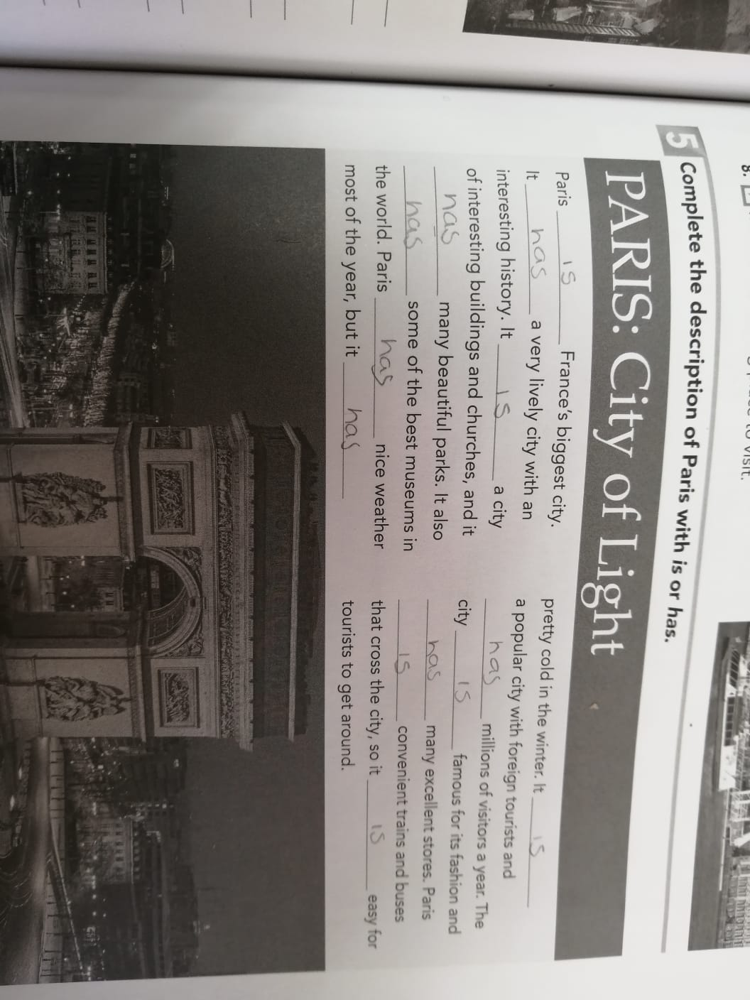 8.
to visit.
5 Complete the description of Paris with is or has.
PARIS: City of Light
Paris is France's biggest city.
It has a very lively city with an
interesting history. It is a city
of interesting buildings and churches, and it
has many beautiful parks. It also
has some of the best museums in
the world. Paris has nice weather
most of the year, but it has
pretty cold in the winter. It is
a popular city with foreign tourists and
has millions of visitors a year. The
city is famous for its fashion and
has many excellent stores. Paris
is convenient trains and buses
that cross the city, so it is easy for
tourists to get around.